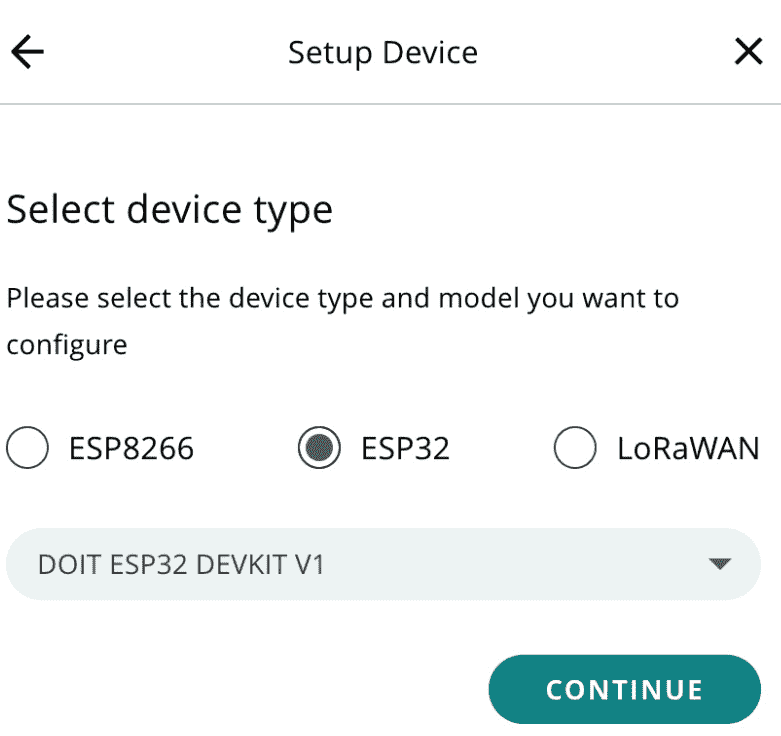 Setup Device
Select device type
Please select the device type and model you want to
configure
ESP8266 ESP32 LoRaWAN
DOIT ESP32 DEVKIT V1
CONTINUE